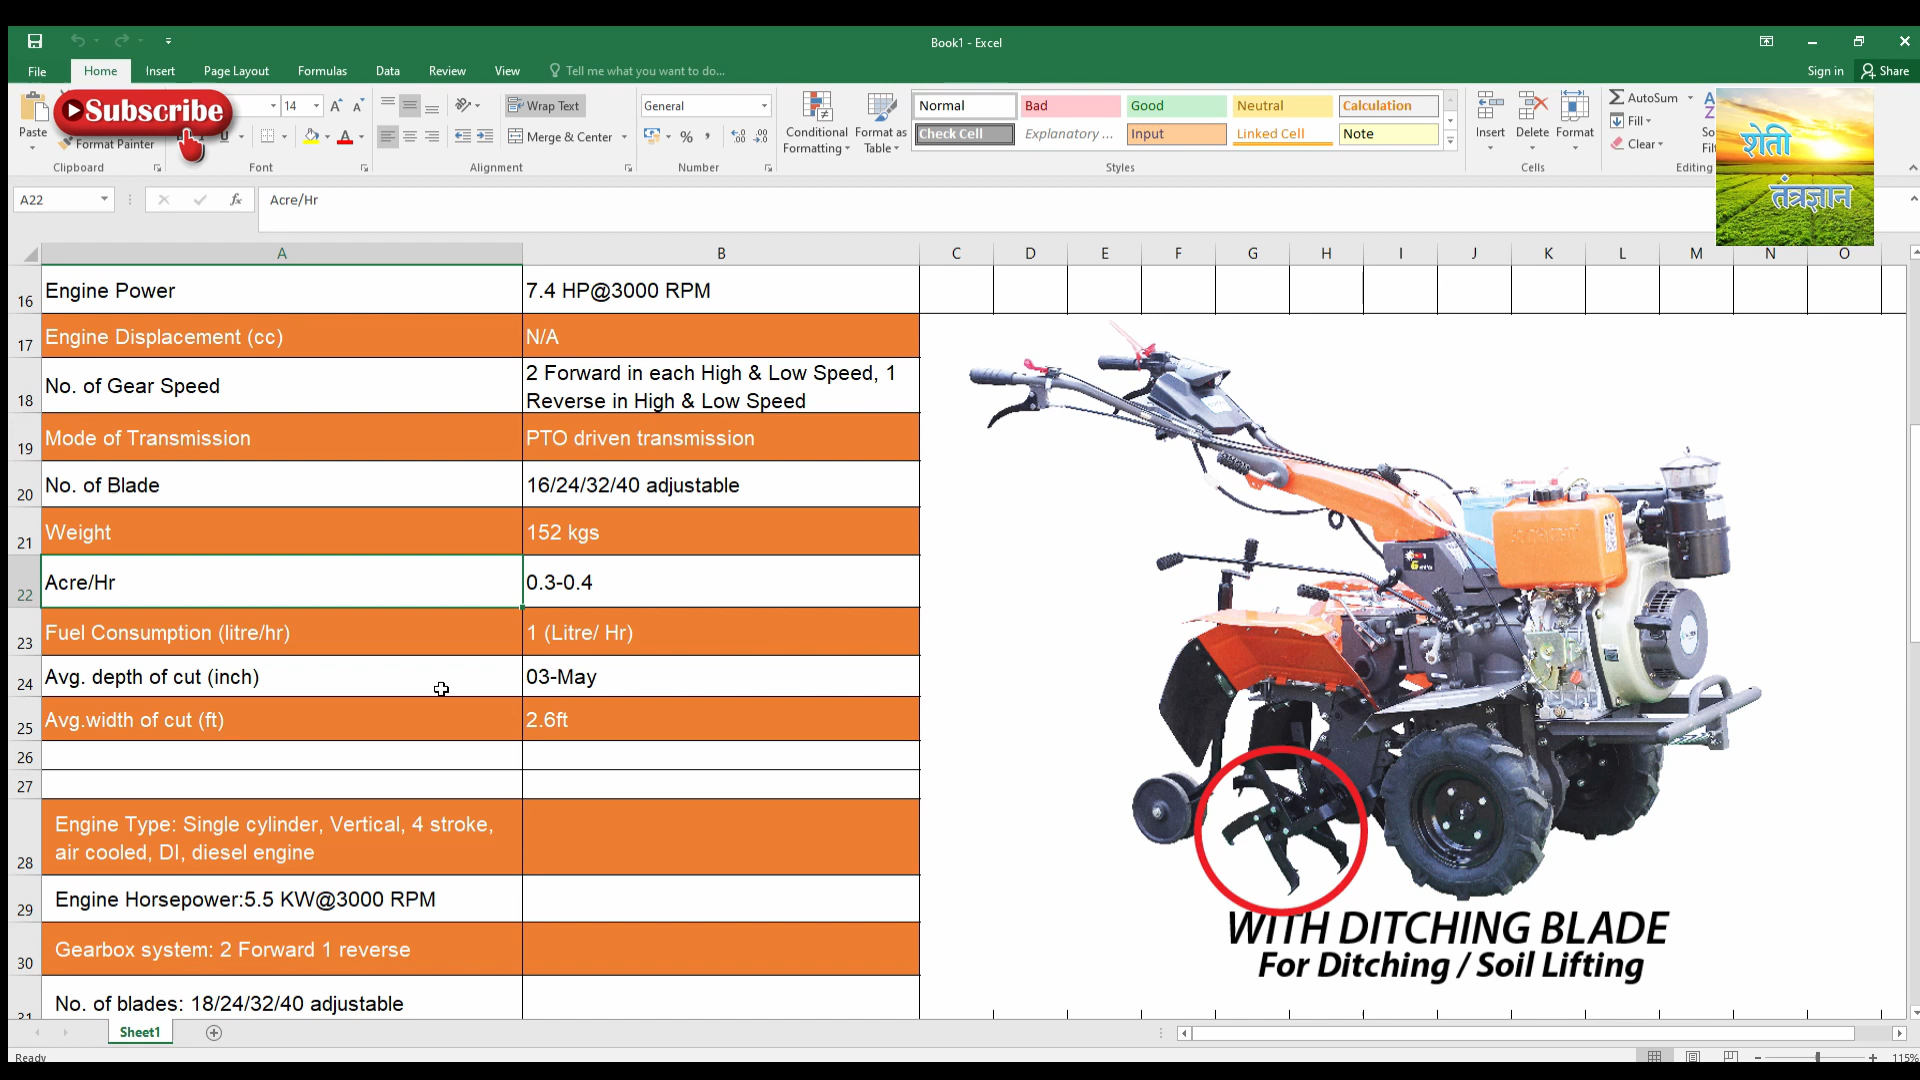 Book1 - Excel
File Home Insert Page Layout Formulas Data Review View Tell me what you want to do... Sign in Share
Subscribe
Paste
Format Painter
Clipboard
14
Font
Wrap Text
Merge & Center
Alignment
General
Number
Conditional Formatting
Format as Table
Normal Bad Good Neutral Calculation
Check Cell Explanatory ... Input Linked Cell Note
Styles
Insert Delete Format
Cells
AutoSum
Fill
Clear
Editing
शेती
तंत्रज्ञान
A22 fx Acre/Hr
A B C D E F G H I J K L M N O
16 Engine Power 7.4 HP@3000 RPM
17 Engine Displacement (cc) N/A
18 No. of Gear Speed 2 Forward in each High & Low Speed, 1
Reverse in High & Low Speed
19 Mode of Transmission PTO driven transmission
20 No. of Blade 16/24/32/40 adjustable
21 Weight 152 kgs
22 Acre/Hr 0.3-0.4
23 Fuel Consumption (litre/hr) 1 (Litre/ Hr)
24 Avg. depth of cut (inch) 03-May
25 Avg.width of cut (ft) 2.6ft
26
27
28 Engine Type: Single cylinder, Vertical, 4 stroke,
air cooled, DI, diesel engine
29 Engine Horsepower:5.5 KW@3000 RPM
30 Gearbox system: 2 Forward 1 reverse
31 No. of blades: 18/24/32/40 adjustable
WITH DITCHING BLADE
For Ditching / Soil Lifting
Sheet1
Ready
115%